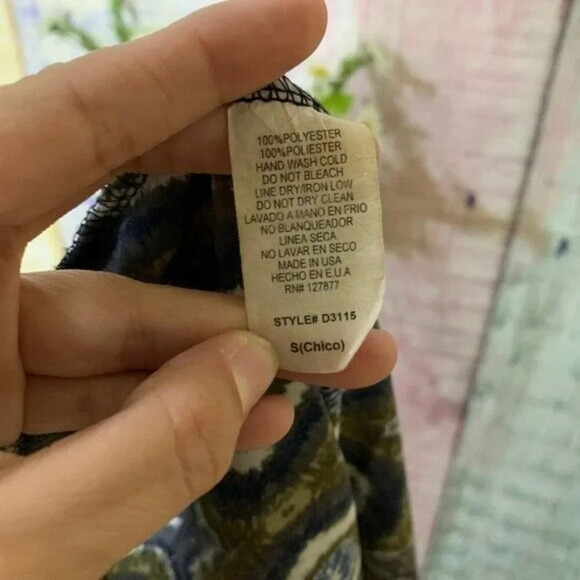 100%POLYESTER
100%POLIESTER
HAND WASH COLD
DO NOT BLEACH
LINE DRY/IRON LOW
DO NOT DRY CLEAN
LAVADO A MANO EN FRIO
NO BLANQUEADOR
LINEA SECA
NO LAVAR EN SECO
MADE IN USA
HECHO EN E.U.A
RN# 127877
STYLE# D3115
S(Chico)